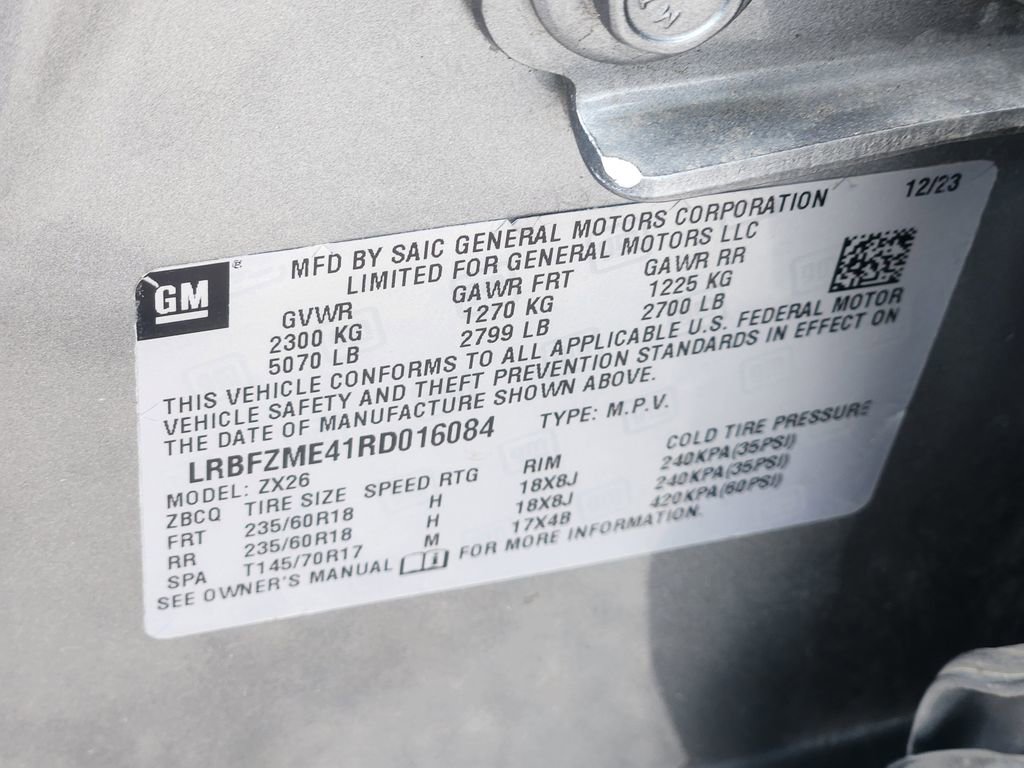 12/23
GM
MFD BY SAIC GENERAL MOTORS CORPORATION
LIMITED FOR GENERAL MOTORS LLC
GVWR GAWR FRT GAWR RR
2300 KG 1270 KG 1225 KG
5070 LB 2799 LB 2700 LB
THIS VEHICLE CONFORMS TO ALL APPLICABLE U.S. FEDERAL MOTOR
VEHICLE SAFETY AND THEFT PREVENTION STANDARDS IN EFFECT ON
THE DATE OF MANUFACTURE SHOWN ABOVE.
LRBFZME41RD016084 TYPE: M.P.V.
MODEL: ZX26
ZBCQ TIRE SIZE SPEED RTG RIM COLD TIRE PRESSURE
FRT 235/60R18 H 18X8J 240KPA(35PSI)
RR 235/60R18 H 18X8J 240KPA(35PSI)
SPA T145/70R17 M 17X4B 420KPA(60PSI)
SEE OWNER'S MANUAL FOR MORE INFORMATION.